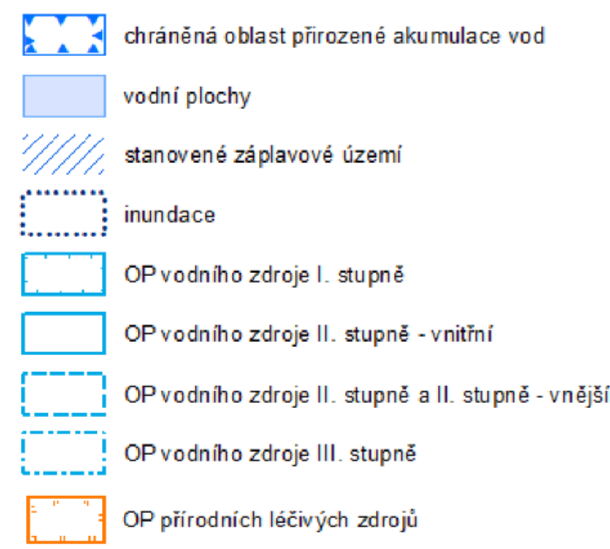 chráněná oblast přirozené akumulace vod
vodní plochy
stanovené záplavové území
inundace
OP vodního zdroje I. stupně
OP vodního zdroje II. stupně - vnitřní
OP vodního zdroje II. stupně a II. stupně - vnější
OP vodního zdroje III. stupně
OP přírodních léčivých zdrojů